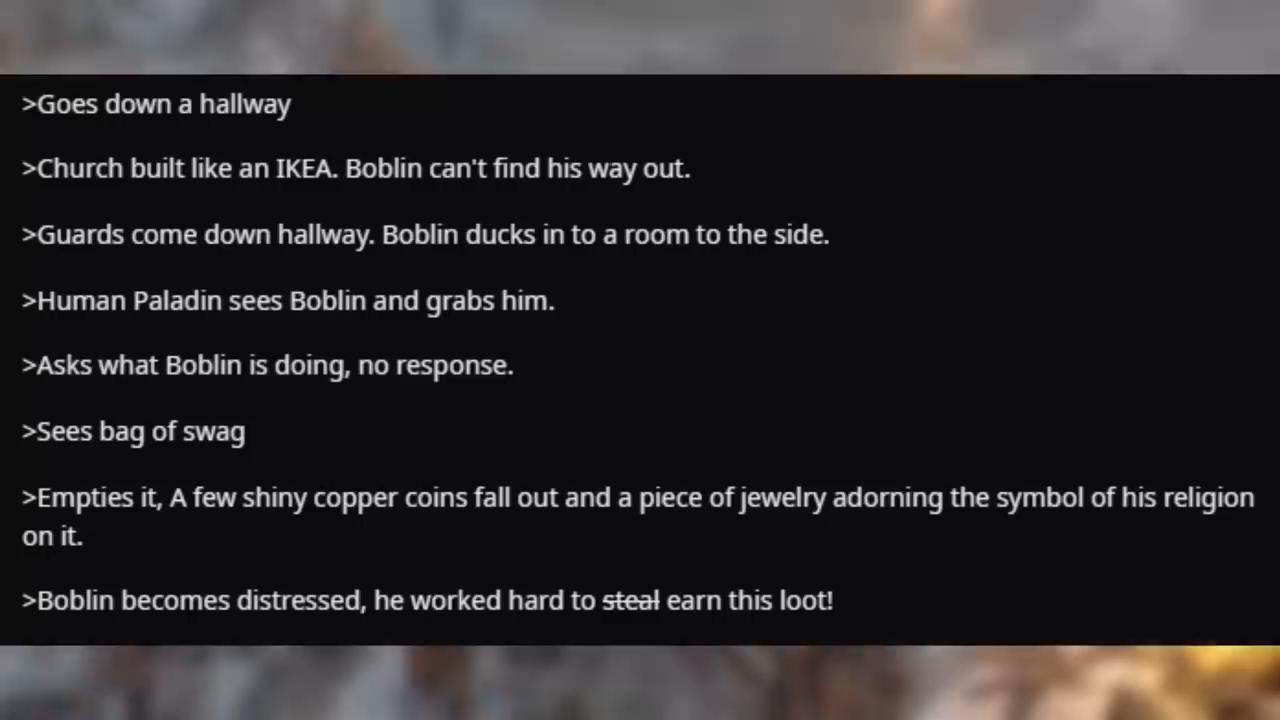 >Goes down a hallway
>Church built like an IKEA. Boblin can't find his way out.
>Guards come down hallway. Boblin ducks in to a room to the side.
>Human Paladin sees Boblin and grabs him.
>Asks what Boblin is doing, no response.
>Sees bag of swag
>Empties it, A few shiny copper coins fall out and a piece of jewelry adorning the symbol of his religion
on it.
>Boblin becomes distressed, he worked hard to steal earn this loot!